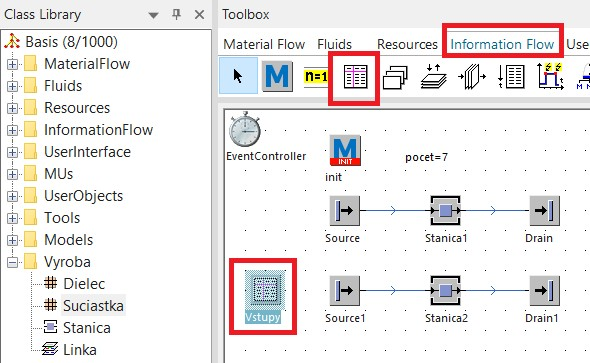 Class Library
Toolbox
Basis (8/1000)
MaterialFlow
Fluids
Resources
InformationFlow
UserInterface
MUs
UserObjects
Tools
Models
Vyroba
Dielec
Suciastka
Stanica
Linka
Material Flow Fluids Resources Information Flow Use
M n=1
EventController
M
INIT
init
pocet=7
Source Stanica1 Drain
Vstupy Source1 Stanica2 Drain1